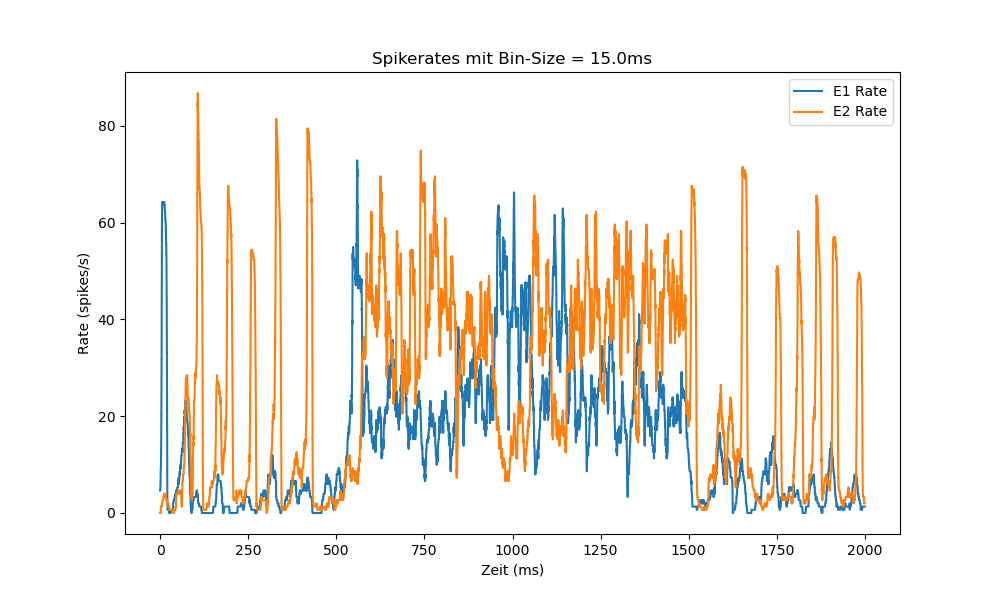 Spikerates mit Bin-Size = 15.0ms
E1 Rate
E2 Rate
80
60
40
20
0
Rate (spikes/s)
0 250 500 750 1000 1250 1500 1750 2000
Zeit (ms)